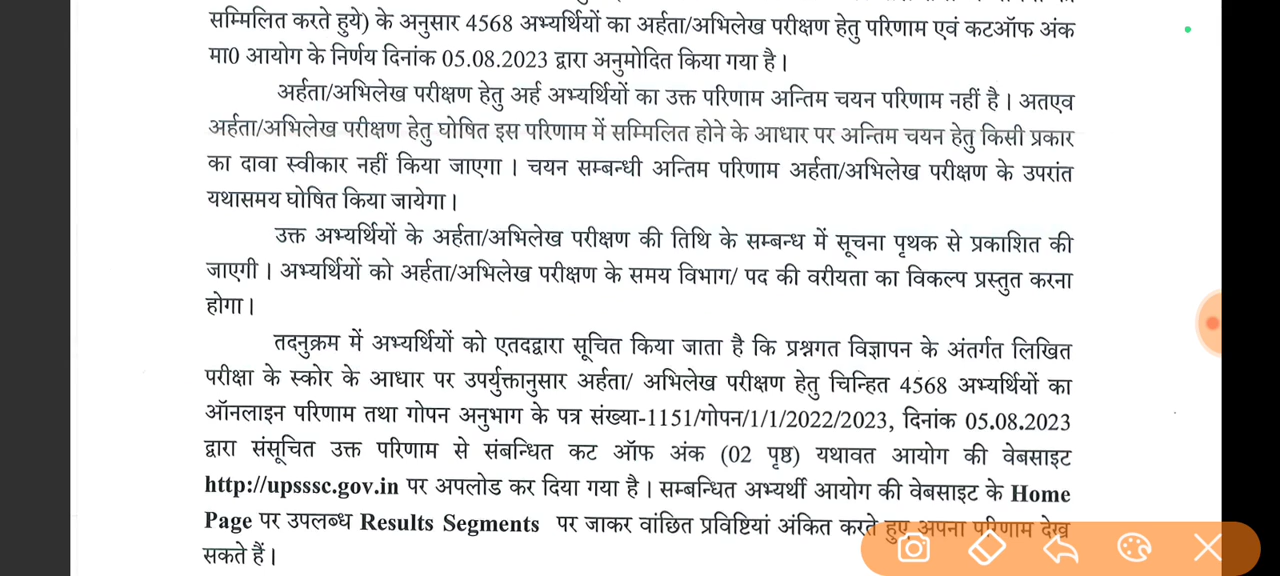 सम्मिलित करते हुये) के अनुसार 4568 अभ्यर्थियों का अर्हता/अभिलेख परीक्षण हेतु परिणाम एवं कटऑफ अंक
मा0 आयोग के निर्णय दिनांक 05.08.2023 द्वारा अनुमोदित किया गया है।
अर्हता/अभिलेख परीक्षण हेतु अर्ह अभ्यर्थियों का उक्त परिणाम अन्तिम चयन परिणाम नहीं है। अतएव
अर्हता/अभिलेख परीक्षण हेतु घोषित इस परिणाम में सम्मिलित होने के आधार पर अन्तिम चयन हेतु किसी प्रकार
का दावा स्वीकार नहीं किया जाएगा। चयन सम्बन्धी अन्तिम परिणाम अर्हता/अभिलेख परीक्षण के उपरांत
यथासमय घोषित किया जायेगा।
उक्त अभ्यर्थियों के अर्हता/अभिलेख परीक्षण की तिथि के सम्बन्ध में सूचना पृथक से प्रकाशित की
जाएगी। अभ्यर्थियों को अर्हता/अभिलेख परीक्षण के समय विभाग/ पद की वरीयता का विकल्प प्रस्तुत करना
होगा।
तदनुक्रम में अभ्यर्थियों को एतदद्वारा सूचित किया जाता है कि प्रश्नगत विज्ञापन के अंतर्गत लिखित
परीक्षा के स्कोर के आधार पर उपर्युक्तानुसार अर्हता/ अभिलेख परीक्षण हेतु चिन्हित 4568 अभ्यर्थियों का
ऑनलाइन परिणाम तथा गोपन अनुभाग के पत्र संख्या-1151/गोपन/1/1/2022/2023, दिनांक 05.08.2023
द्वारा संसूचित उक्त परिणाम से संबन्धित कट ऑफ अंक (02 पृष्ठ) यथावत आयोग की वेबसाइट
http://upsssc.gov.in पर अपलोड कर दिया गया है। सम्बन्धित अभ्यर्थी आयोग की वेबसाइट के Home
Page पर उपलब्ध Results Segments पर जाकर वांछित प्रविष्टियां अंकित करते हुए अपना परिणाम देख
सकते हैं।